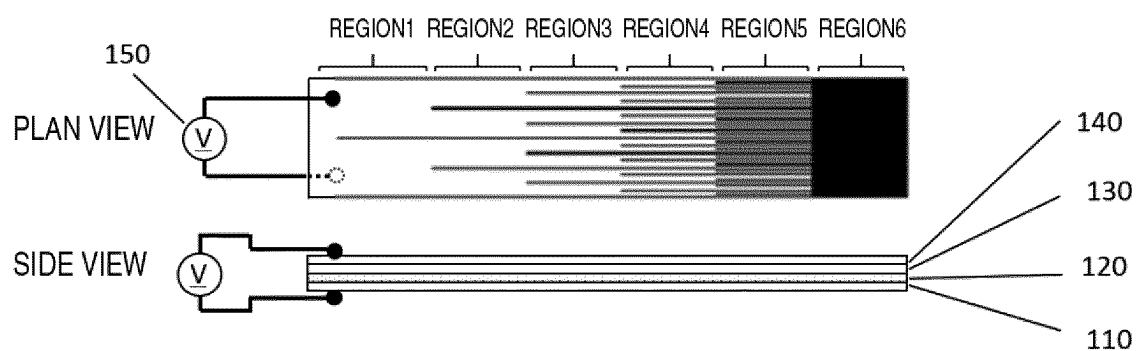 REGION1 REGION2 REGION3 REGION4 REGION5 REGION6
150
PLAN VIEW
V
140
130
SIDE VIEW
V
120
110